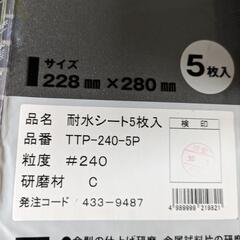 サイズ
228㎜×280㎜
5枚入
品名 耐水シート5枚入
品番 TTP-240-5P
粒度 #240
研磨材 C
発注コード 433-9487
検印
4989999219821